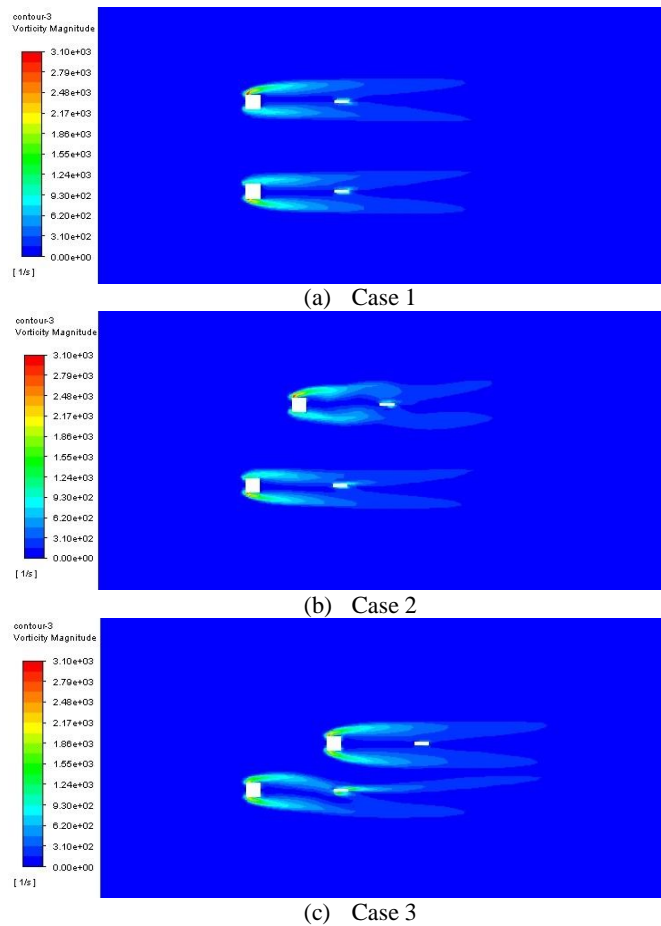 contour-3
Vorticity Magnitude
3.10e+03
2.79e+03
2.48e+03
2.17e+03
1.86e+03
1.55e+03
1.24e+03
9.30e+02
6.20e+02
3.10e+02
0.00e+00
[ 1/s ]
(a) Case 1
contour-3
Vorticity Magnitude
3.10e+03
2.79e+03
2.48e+03
2.17e+03
1.86e+03
1.55e+03
1.24e+03
9.30e+02
6.20e+02
3.10e+02
0.00e+00
[ 1/s ]
(b) Case 2
contour-3
Vorticity Magnitude
3.10e+03
2.79e+03
2.48e+03
2.17e+03
1.86e+03
1.55e+03
1.24e+03
9.30e+02
6.20e+02
3.10e+02
0.00e+00
[ 1/s ]
(c) Case 3